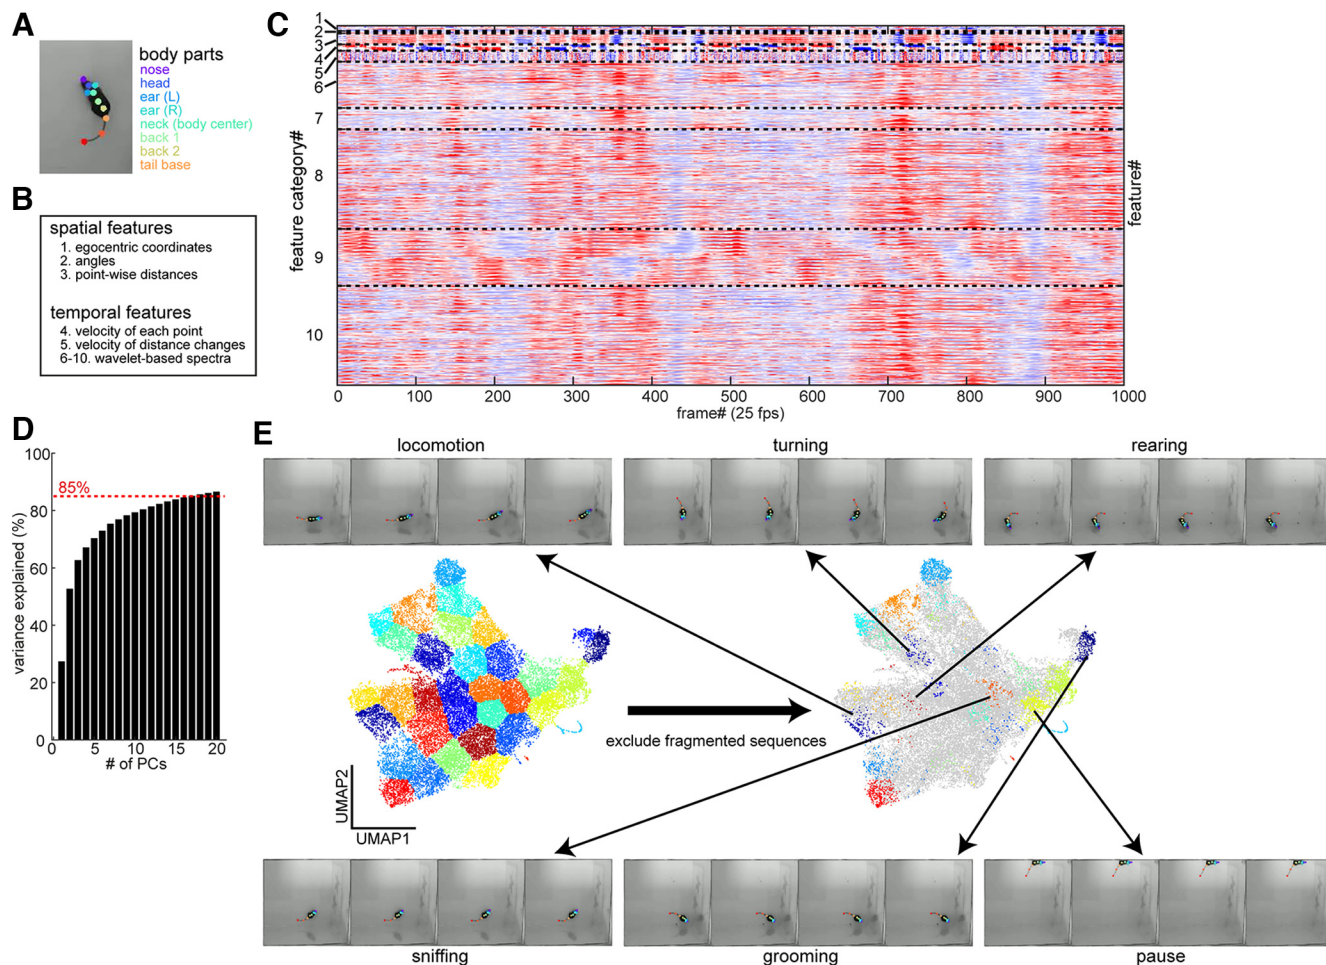 A
body parts
nose
head
ear (L)
ear (R)
neck (body center)
back 1
back 2
tail base
B
spatial features
1. egocentric coordinates
2. angles
3. point-wise distances
temporal features
4. velocity of each point
5. velocity of distance changes
6-10. wavelet-based spectra
C
feature category#
1
2
3
4
5
6
7
8
9
10
feature#
0 100 200 300 400 500 600 700 800 900 1000
frame# (25 fps)
D
variance explained (%)
100
80
60
40
20
0
85%
0 5 10 15 20
# of PCs
E
locomotion turning rearing
exclude fragmented sequences
UMAP2
UMAP1
sniffing grooming pause